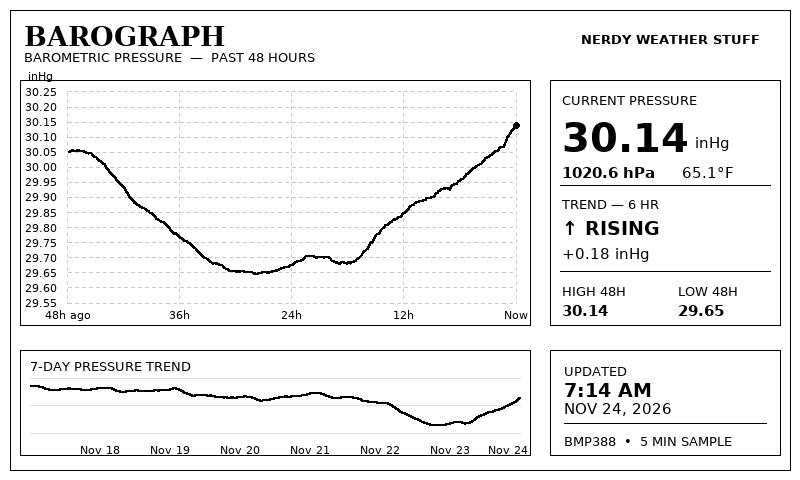 BAROGRAPH
NERDY WEATHER STUFF
BAROMETRIC PRESSURE — PAST 48 HOURS
inHg
30.25
30.20
30.15
30.10
30.05
30.00
29.95
29.90
29.85
29.80
29.75
29.70
29.65
29.60
29.55
48h ago 36h 24h 12h Now
CURRENT PRESSURE
30.14 inHg
1020.6 hPa 65.1°F
TREND — 6 HR
↑ RISING
+0.18 inHg
HIGH 48H LOW 48H
30.14 29.65
7-DAY PRESSURE TREND
Nov 18 Nov 19 Nov 20 Nov 21 Nov 22 Nov 23 Nov 24
UPDATED
7:14 AM
NOV 24, 2026
BMP388 • 5 MIN SAMPLE